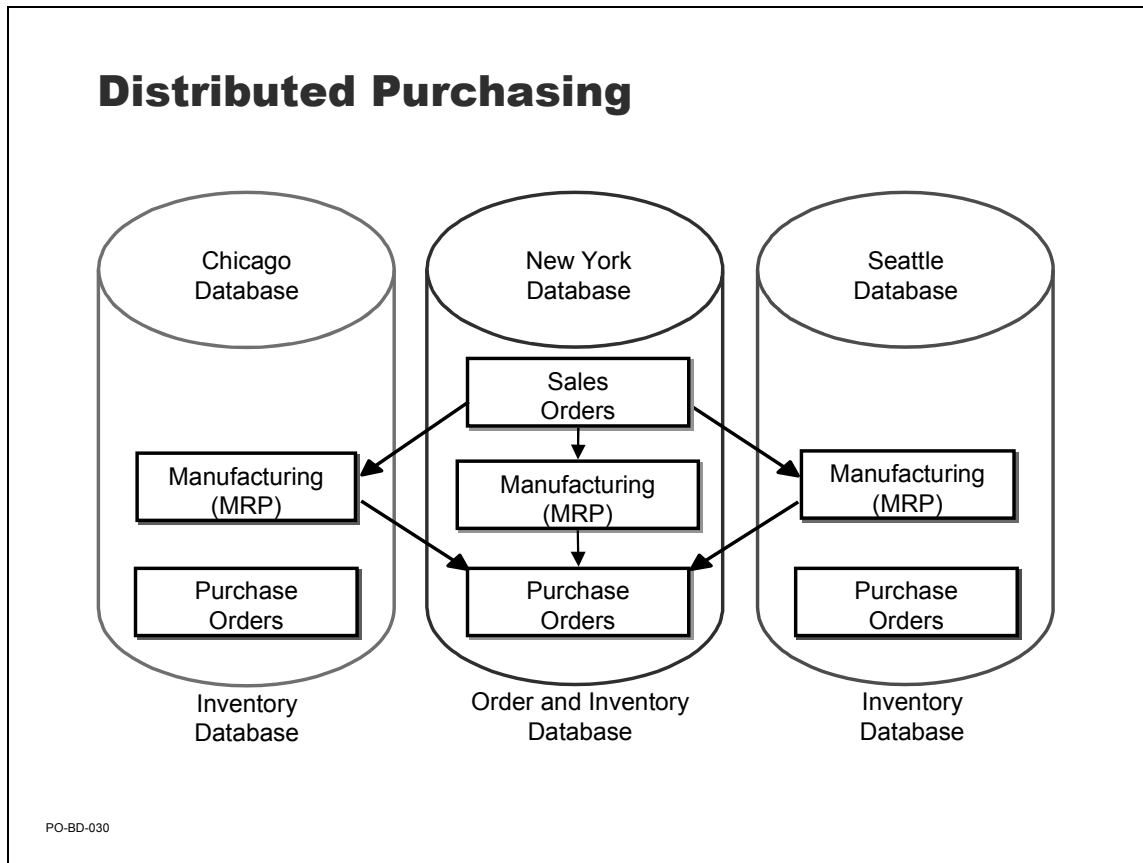 Distributed Purchasing
Chicago
Database
New York
Database
Seattle
Database
Sales
Orders
Manufacturing
(MRP)
Manufacturing
(MRP)
Manufacturing
(MRP)
Purchase
Orders
Purchase
Orders
Purchase
Orders
Inventory
Database
Order and Inventory
Database
Inventory
Database
PO-BD-030